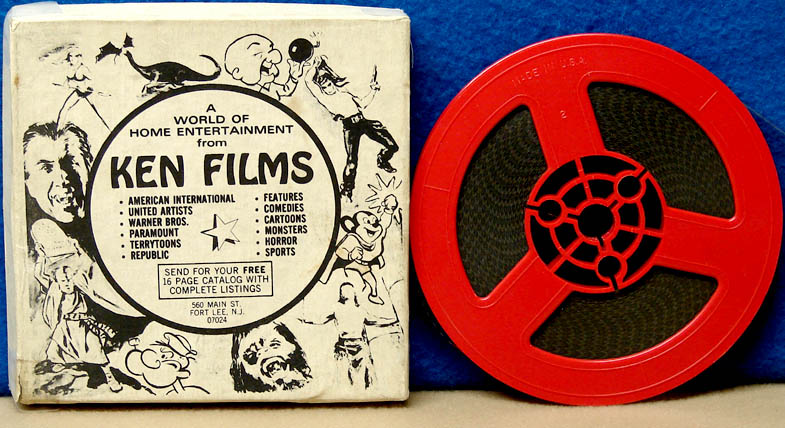 A
WORLD OF
HOME ENTERTAINMENT
from
KEN FILMS
• AMERICAN INTERNATIONAL
• UNITED ARTISTS
• WARNER BROS.
• PARAMOUNT
• TERRYTOONS
• REPUBLIC
• FEATURES
• COMEDIES
• CARTOONS
• MONSTERS
• HORROR
• SPORTS
SEND FOR YOUR FREE
16 PAGE CATALOG WITH
COMPLETE LISTINGS
560 MAIN ST.
FORT LEE, N.J.
07024
IN U.S.A.
2